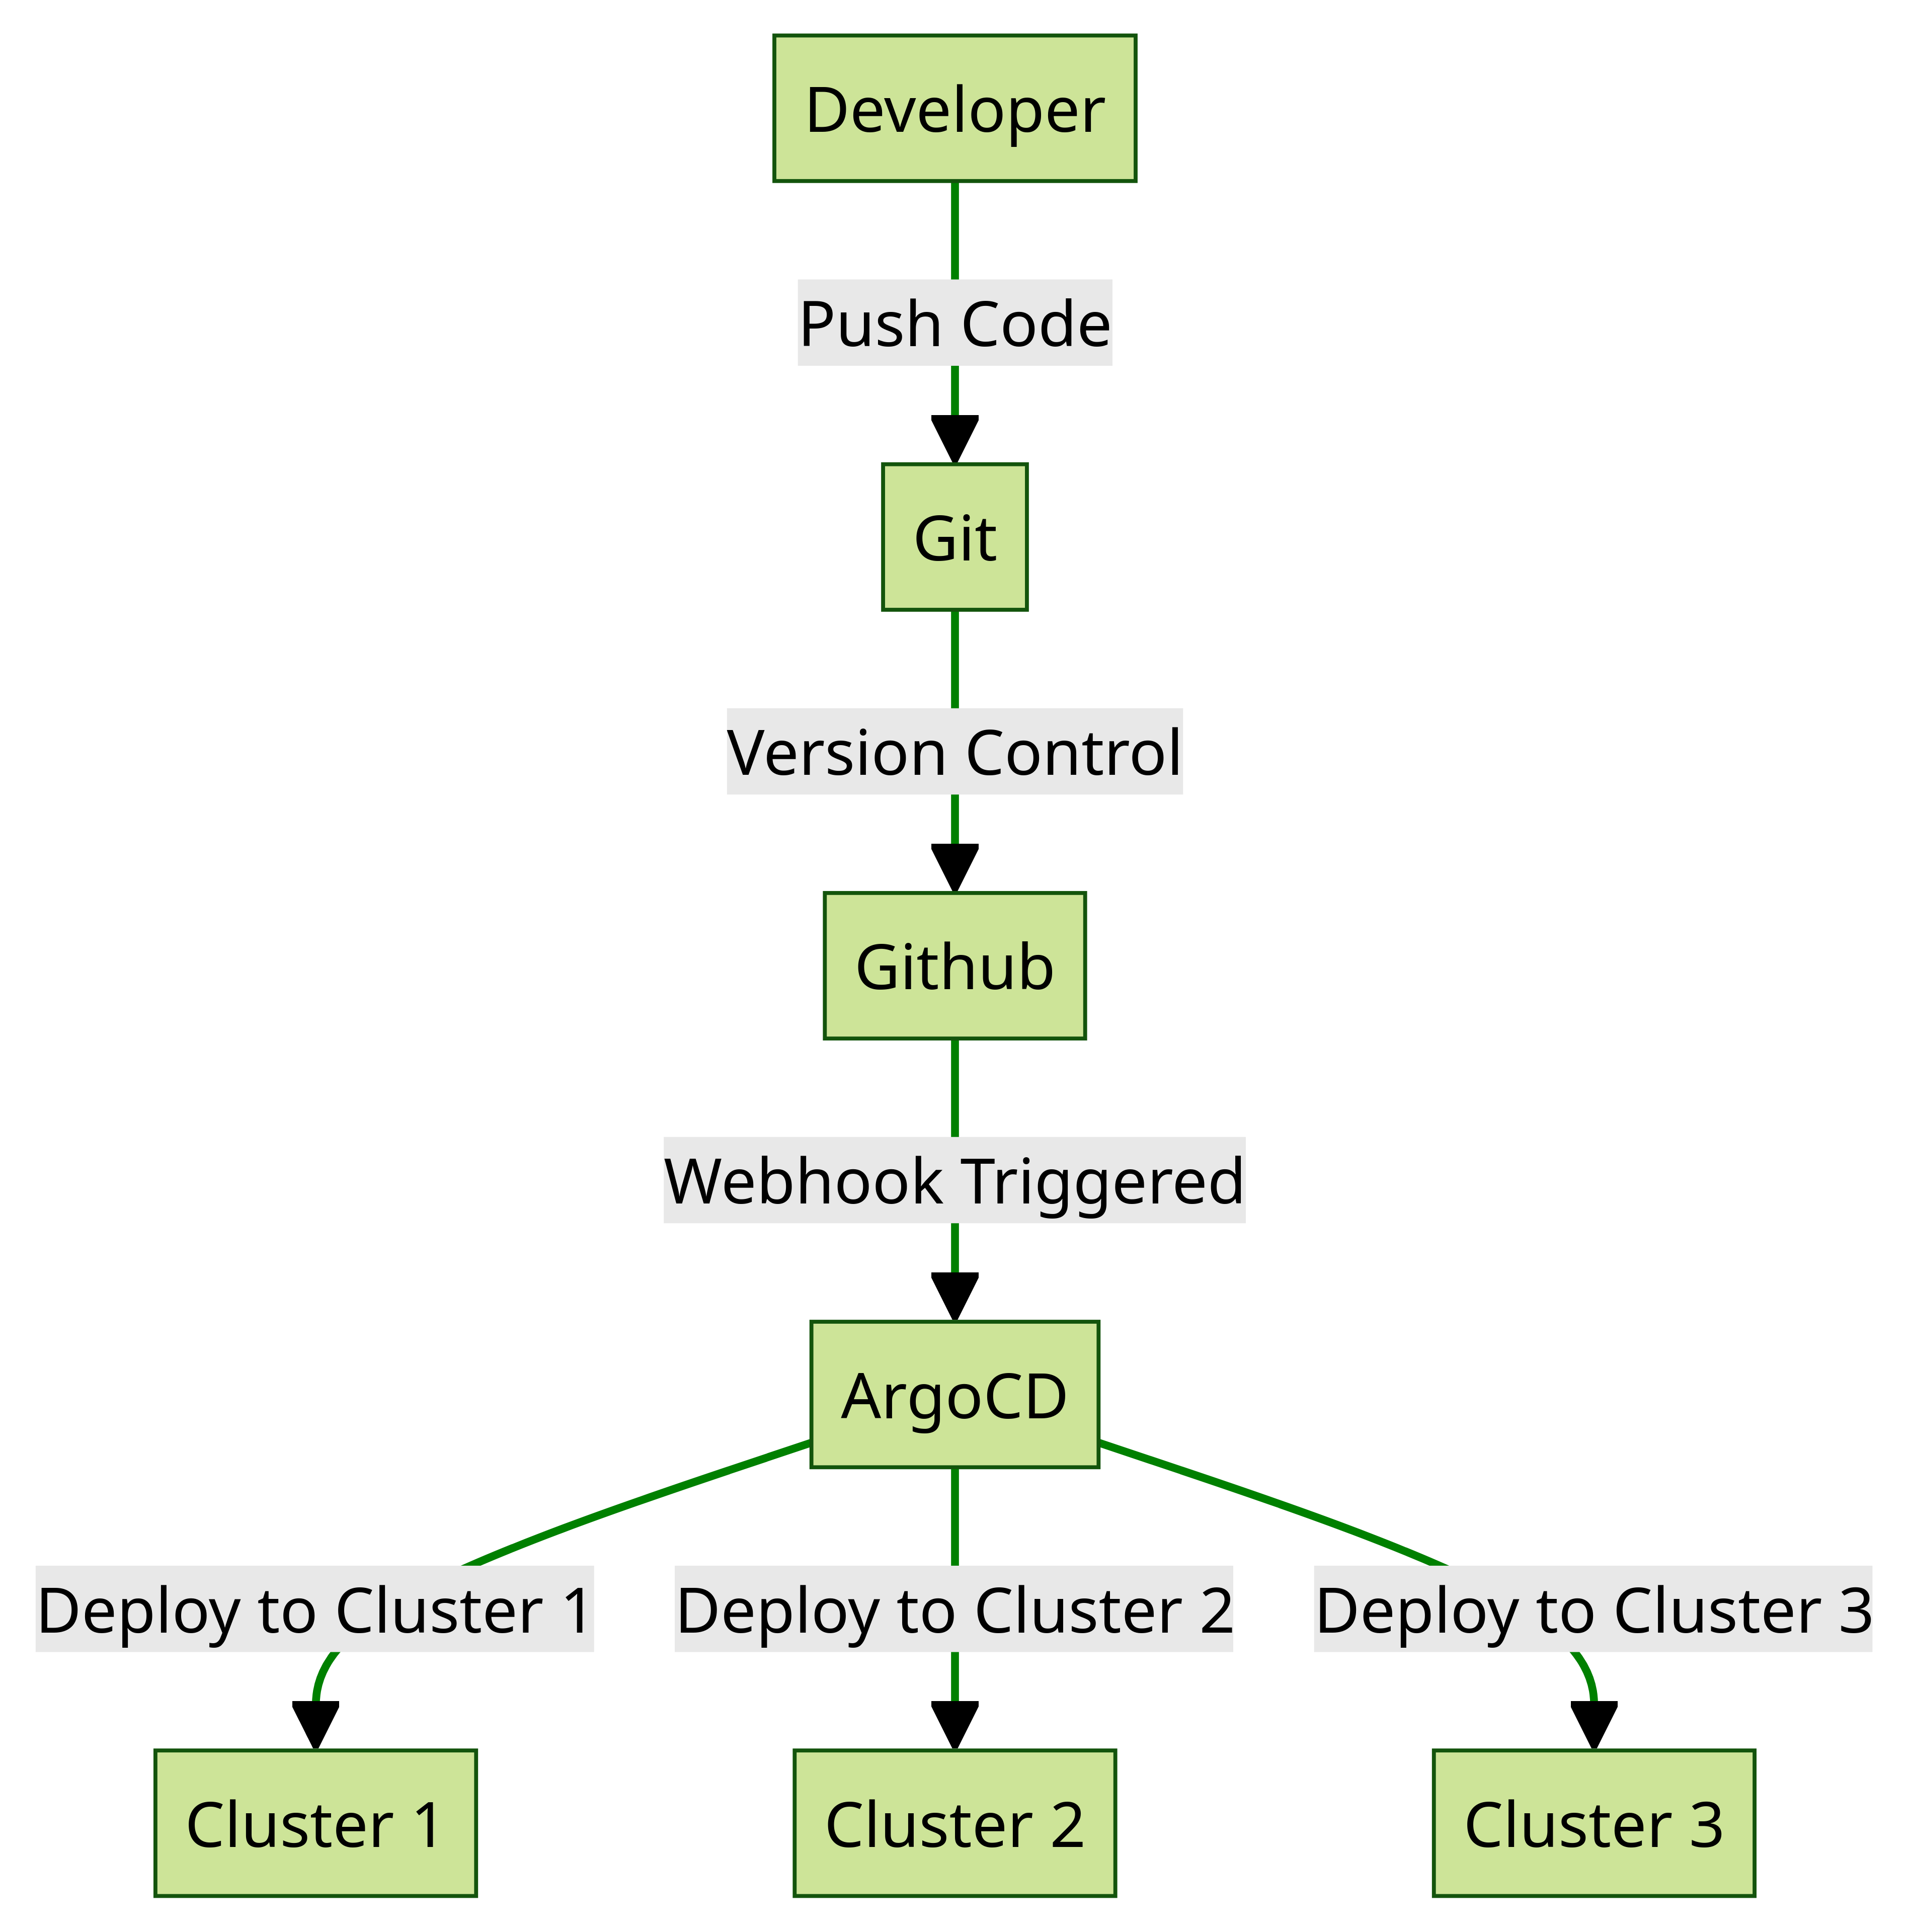 Developer
Push Code
Git
Version Control
Github
Webhook Triggered
ArgoCD
Deploy to Cluster 1
Deploy to Cluster 2
Deploy to Cluster 3
Cluster 1
Cluster 2
Cluster 3